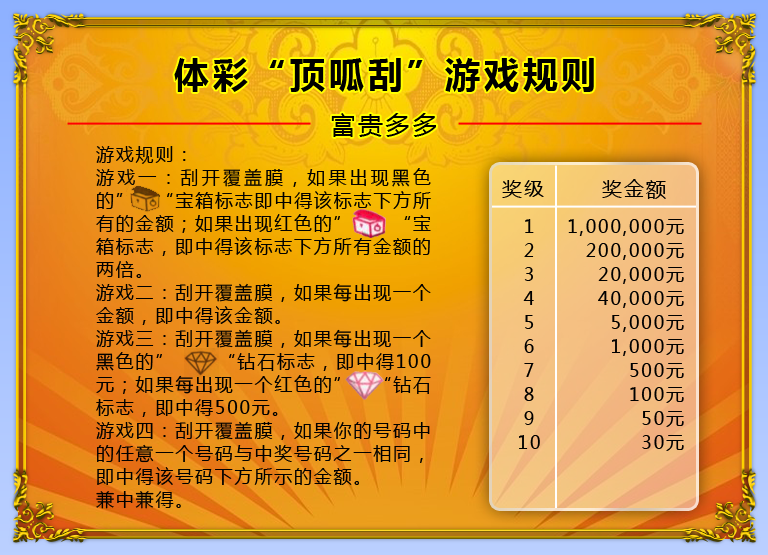 体彩“顶呱刮”游戏规则
富贵多多
游戏规则：
游戏一：刮开覆盖膜，如果出现黑色
的” “宝箱标志即中得该标志下方所
有的金额；如果出现红色的” “宝
箱标志，即中得该标志下方所有金额的
两倍。
游戏二：刮开覆盖膜，如果每出现一个
金额，即中得该金额。
游戏三：刮开覆盖膜，如果每出现一个
黑色的” “钻石标志，即中得100
元；如果每出现一个红色的” “钻石
标志，即中得500元。
游戏四：刮开覆盖膜，如果你的号码中
的任意一个号码与中奖号码之一相同，
即中得该号码下方所示的金额。
兼中兼得。
奖级 奖金额
1 1,000,000元
2 200,000元
3 20,000元
4 40,000元
5 5,000元
6 1,000元
7 500元
8 100元
9 50元
10 30元